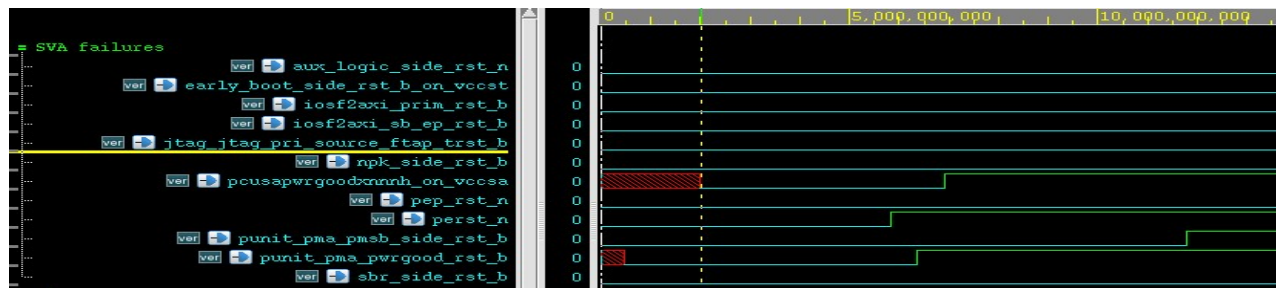 0 5,000,000,000 10,000,000,000
= SVA failures
ver aux_logic_side_rst_n 0
ver early_boot_side_rst_b_on_vccst 0
ver iosf2axi_prim_rst_b 0
ver iosf2axi_sb_ep_rst_b 0
ver jtag_jtag_pri_source_ftap_trst_b 0
ver npk_side_rst_b 0
ver pcusapwrgoodxnnnh_on_vccsa 0
ver pep_rst_n 0
ver perst_n 0
ver punit_pma_pmsb_side_rst_b 0
ver punit_pma_pwrgood_rst_b 0
ver sbr_side_rst_b 0